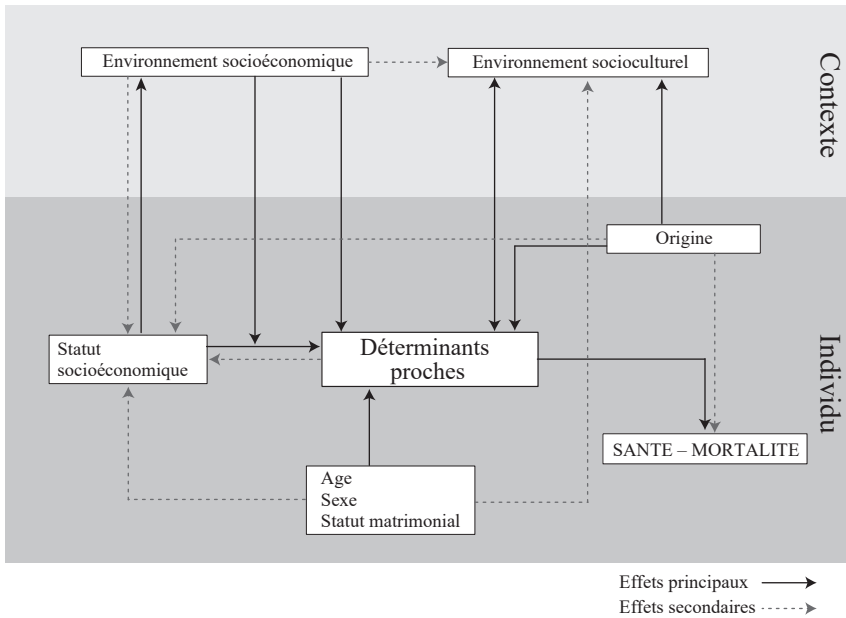 Environnement socioéconomique
Environnement socioculturel
Contexte
Origine
Statut
socioéconomique
Déterminants
proches
Individu
SANTE – MORTALITE
Age
Sexe
Statut matrimonial
Effets principaux
Effets secondaires